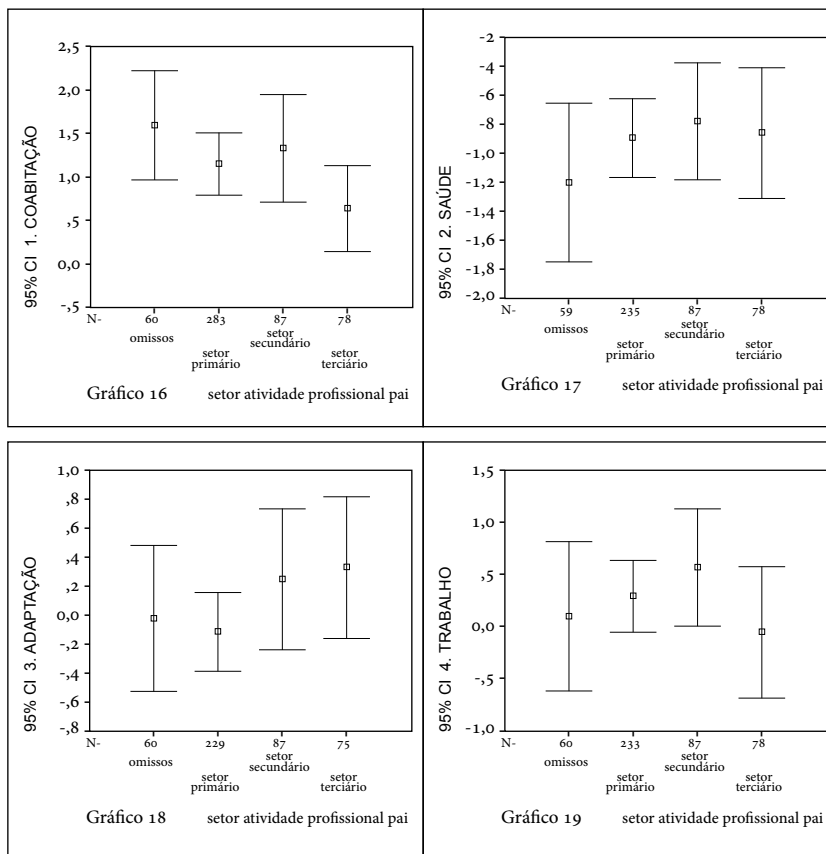 2,5
2,0
1,5
1,0
,5
0,0
-,5
95% CI 1. COABITAÇÃO
N- 60 283 87 78
omissos setor primário setor secundário setor terciário
Gráfico 16 setor atividade profissional pai
-2
-4
-6
-8
-1,0
-1,2
-1,4
-1,6
-1,8
-2,0
95% CI 2. SAÚDE
N- 59 235 87 78
omissos setor primário setor secundário setor terciário
Gráfico 17 setor atividade profissional pai
1,0
,8
,6
,4
,2
0,0
-,2
-,4
-,6
-,8
95% CI 3. ADAPTAÇÃO
N- 60 229 87 75
omissos setor primário setor secundário setor terciário
Gráfico 18 setor atividade profissional pai
1,5
1,0
,5
0,0
-,5
-1,0
95% CI 4. TRABALHO
N- 60 233 87 78
omissos setor primário setor secundário setor terciário
Gráfico 19 setor atividade profissional pai